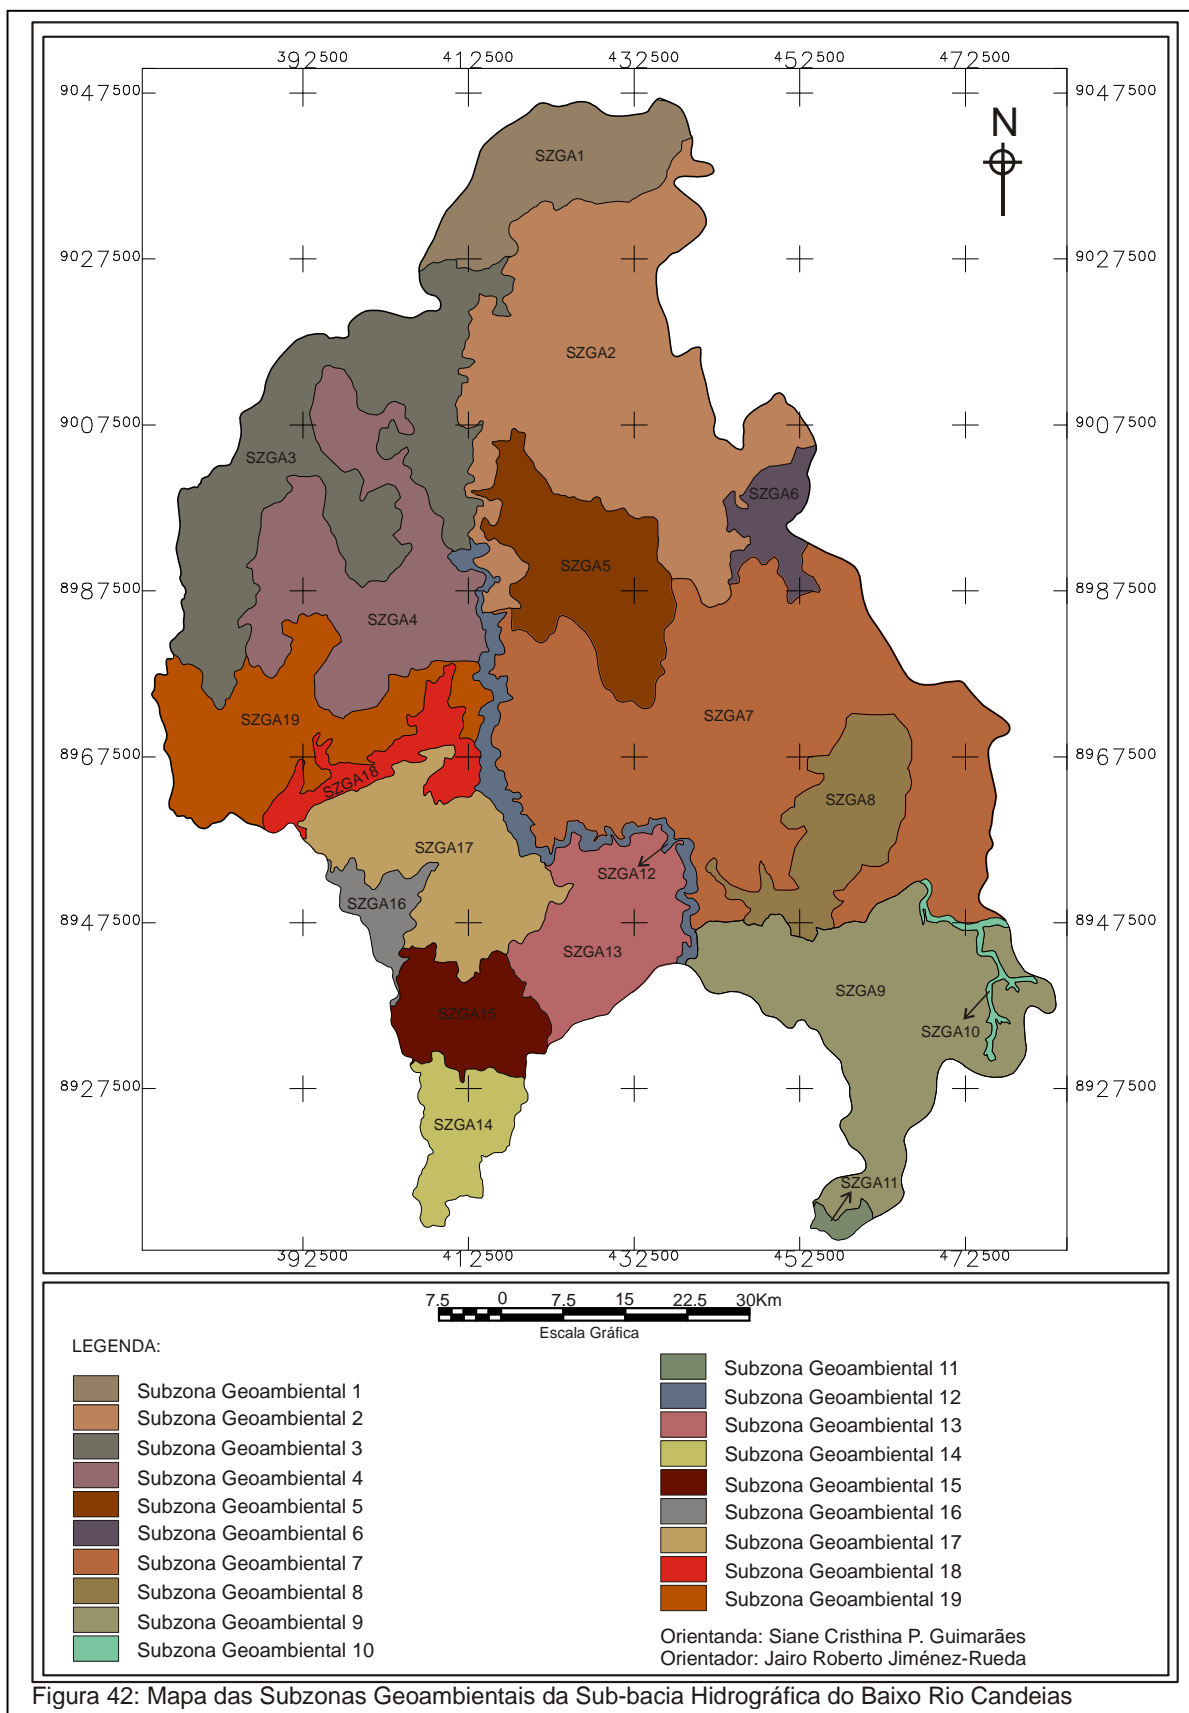 392500 412500 432500 452500 472500
9047500 9047500
N
SZGA1
9027500 9027500
SZGA2
9007500 9007500
SZGA3
SZGA6
SZGA5
8987500 8987500
SZGA4
SZGA7
SZGA19
8967500 8967500
SZGA18
SZGA8
SZGA17
SZGA12
SZGA16
8947500 8947500
SZGA13
SZGA9
SZGA15
SZGA10
8927500 8927500
SZGA14
SZGA11
392500 412500 432500 452500 472500
7.5 0 7.5 15 22.5 30Km
Escala Gráfica
LEGENDA:
Subzona Geoambiental 1
Subzona Geoambiental 2
Subzona Geoambiental 3
Subzona Geoambiental 4
Subzona Geoambiental 5
Subzona Geoambiental 6
Subzona Geoambiental 7
Subzona Geoambiental 8
Subzona Geoambiental 9
Subzona Geoambiental 10
Subzona Geoambiental 11
Subzona Geoambiental 12
Subzona Geoambiental 13
Subzona Geoambiental 14
Subzona Geoambiental 15
Subzona Geoambiental 16
Subzona Geoambiental 17
Subzona Geoambiental 18
Subzona Geoambiental 19
Orientanda: Siane Cristhina P. Guimarães
Orientador: Jairo Roberto Jiménez-Rueda
Figura 42: Mapa das Subzonas Geoambientais da Sub-bacia Hidrográfica do Baixo Rio Candeias